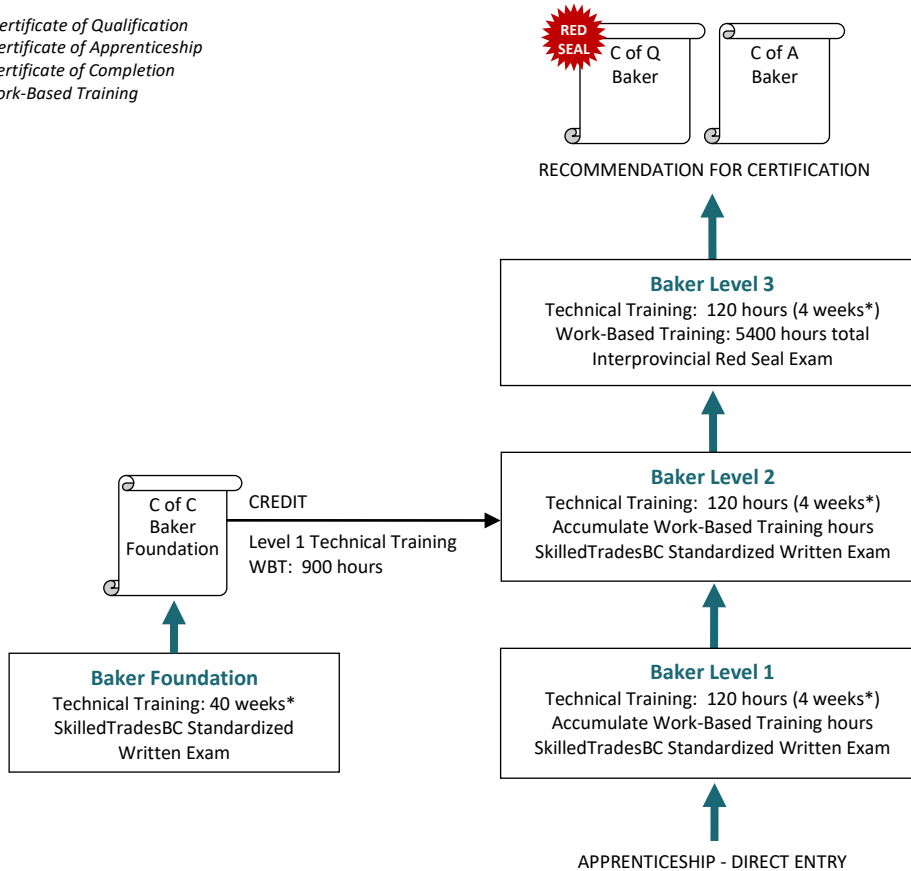 ertificate of Qualification
ertificate of Apprenticeship
ertificate of Completion
ork-Based Training
RED
SEAL
C of Q
Baker
C of A
Baker
RECOMMENDATION FOR CERTIFICATION
Baker Level 3
Technical Training: 120 hours (4 weeks*)
Work-Based Training: 5400 hours total
Interprovincial Red Seal Exam
Baker Level 2
Technical Training: 120 hours (4 weeks*)
Accumulate Work-Based Training hours
SkilledTradesBC Standardized Written Exam
C of C
Baker
Foundation
CREDIT
Level 1 Technical Training
WBT: 900 hours
Baker Foundation
Technical Training: 40 weeks*
SkilledTradesBC Standardized
Written Exam
Baker Level 1
Technical Training: 120 hours (4 weeks*)
Accumulate Work-Based Training hours
SkilledTradesBC Standardized Written Exam
APPRENTICESHIP - DIRECT ENTRY